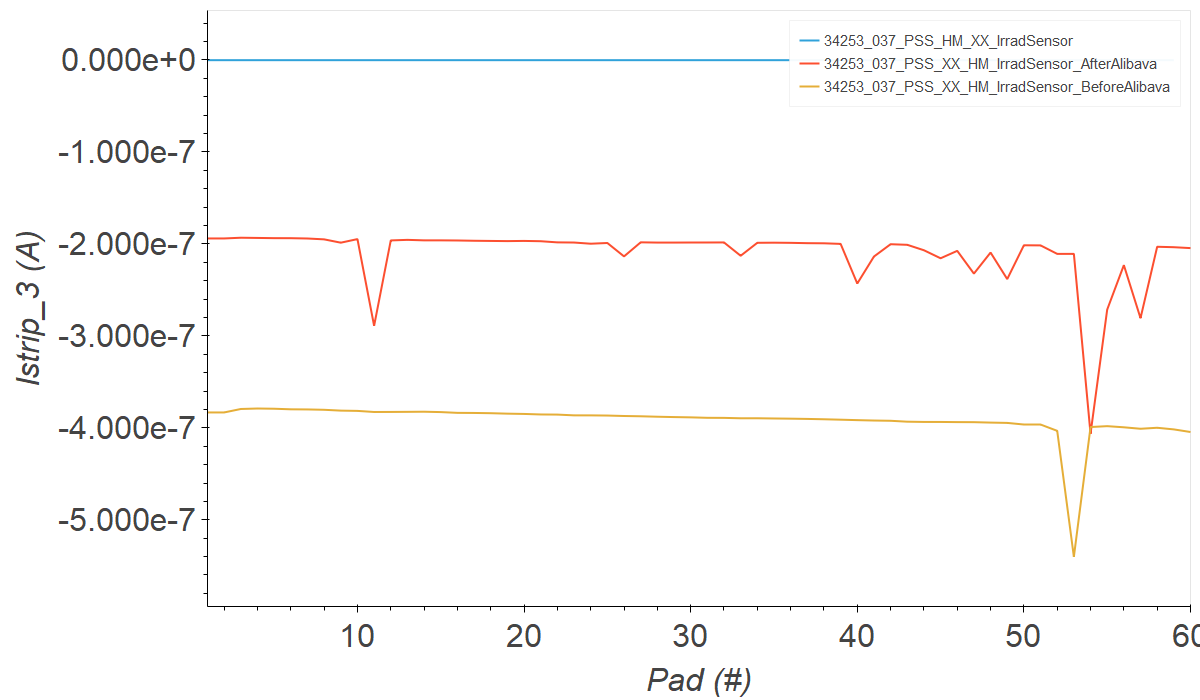 0.000e+0
-1.000e-7
-2.000e-7
-3.000e-7
-4.000e-7
-5.000e-7
Istrip_3 (A)
34253_037_PSS_HM_XX_IrradSensor
34253_037_PSS_XX_HM_IrradSensor_AfterAlibava
34253_037_PSS_XX_HM_IrradSensor_BeforeAlibava
10 20 30 40 50 60
Pad (#)